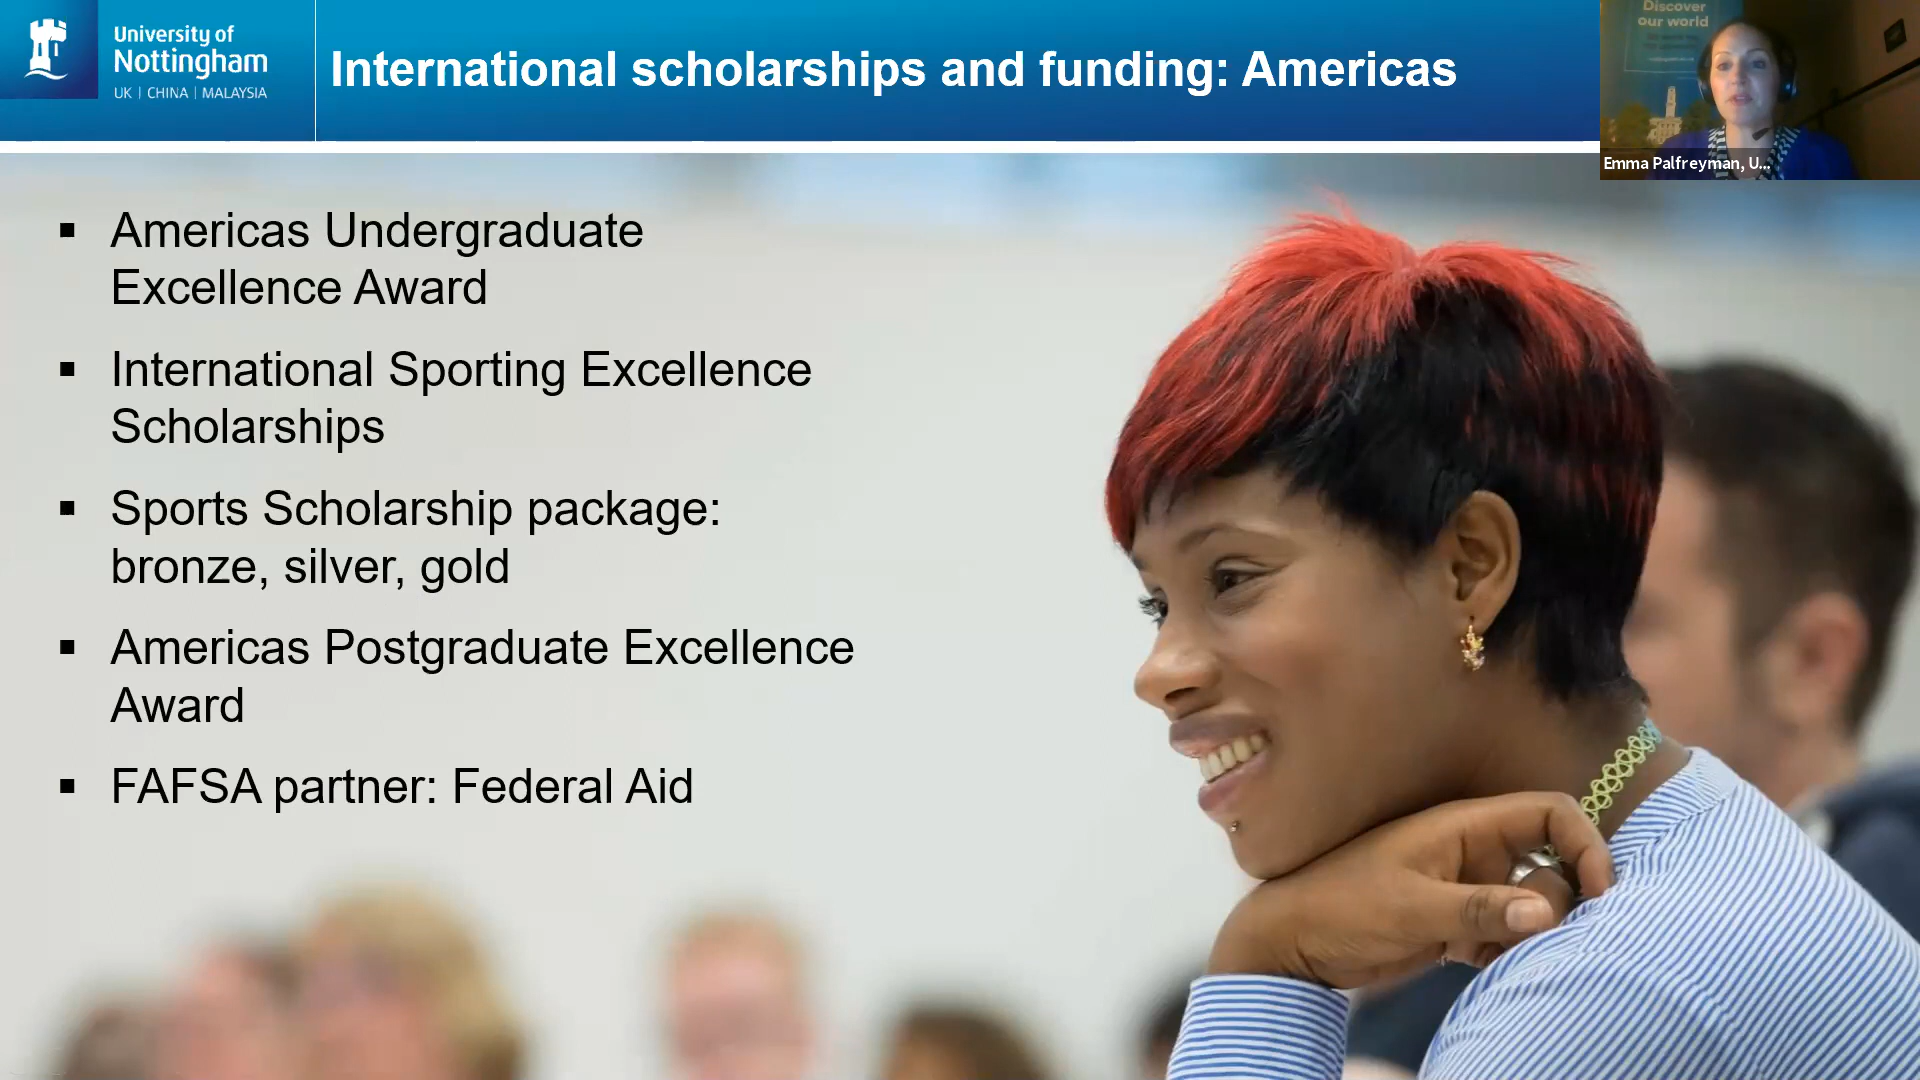 University of
Nottingham
UK | CHINA | MALAYSIA
International scholarships and funding: Americas
Discover
our world
Emma Palfreyman, U...
▪ Americas Undergraduate
Excellence Award
▪ International Sporting Excellence
Scholarships
▪ Sports Scholarship package:
bronze, silver, gold
▪ Americas Postgraduate Excellence
Award
▪ FAFSA partner: Federal Aid